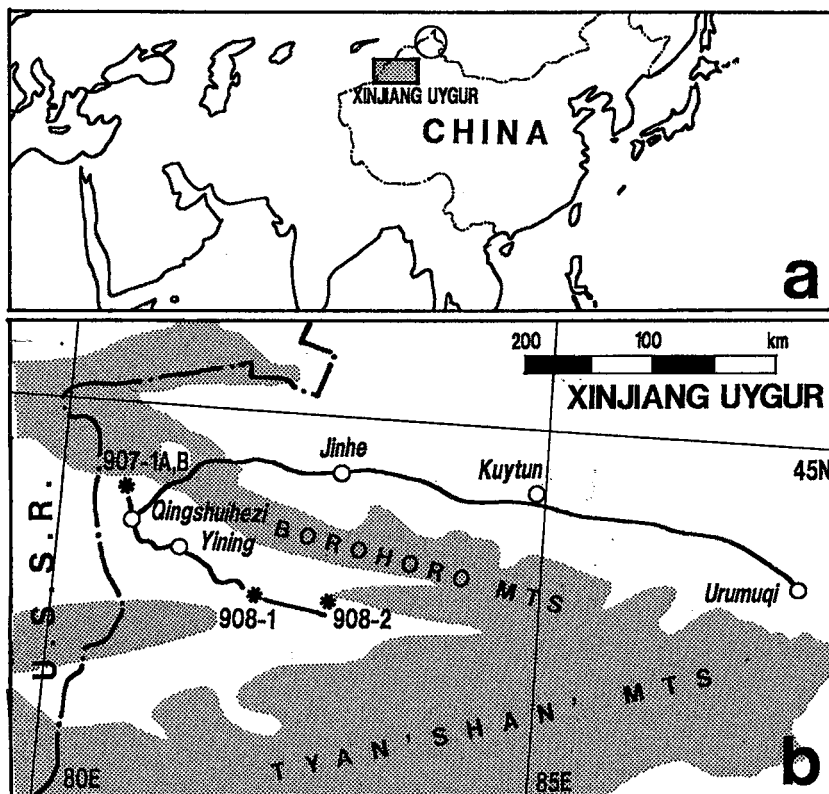 XINJIANG UYGUR
CHINA
a
200 100 km
XINJIANG UYGUR
907-1A,B
Jinhe
Kuytun
45N
Qingshuihezi
Yining
BOROHORO MTS
Urumuqi
908-1
908-2
U.S.S.R.
TYAN'SHAN' MTS
80E
85E
b